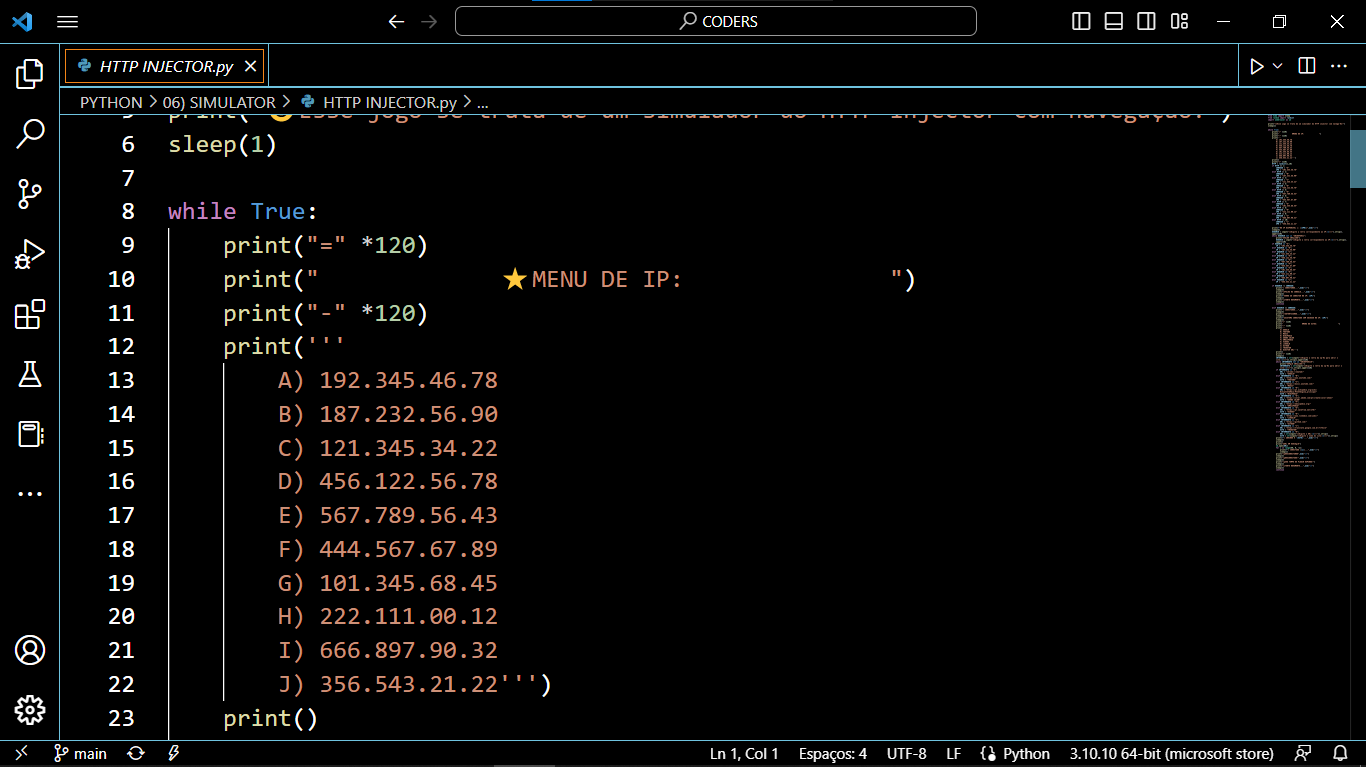 CODERS
HTTP INJECTOR.py
PYTHON > 06) SIMULATOR > HTTP INJECTOR.py > ...
6 sleep(1)
7
8 while True:
9 print("=" *120)
10 print(" ⭐MENU DE IP: ")
11 print("-" *120)
12 print('''
13 A) 192.345.46.78
14 B) 187.232.56.90
15 C) 121.345.34.22
16 D) 456.122.56.78
17 E) 567.789.56.43
18 F) 444.567.67.89
19 G) 101.345.68.45
20 H) 222.111.00.12
21 I) 666.897.90.32
22 J) 356.543.21.22''')
23 print()
main Ln 1, Col 1 Espaços: 4 UTF-8 LF Python 3.10.10 64-bit (microsoft store)